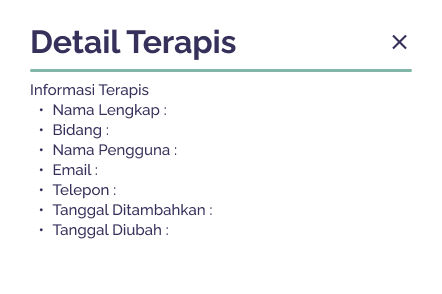 Detail Terapis
Informasi Terapis
• Nama Lengkap :
• Bidang :
• Nama Pengguna :
• Email :
• Telepon :
• Tanggal Ditambahkan :
• Tanggal Diubah :